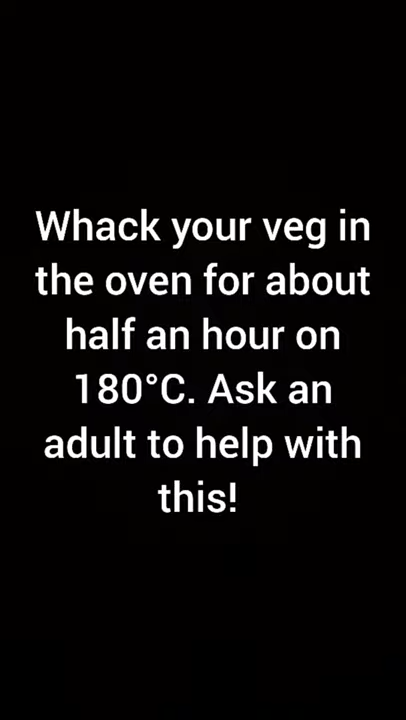 Whack your veg in
the oven for about
half an hour on
180°C. Ask an
adult to help with
this!